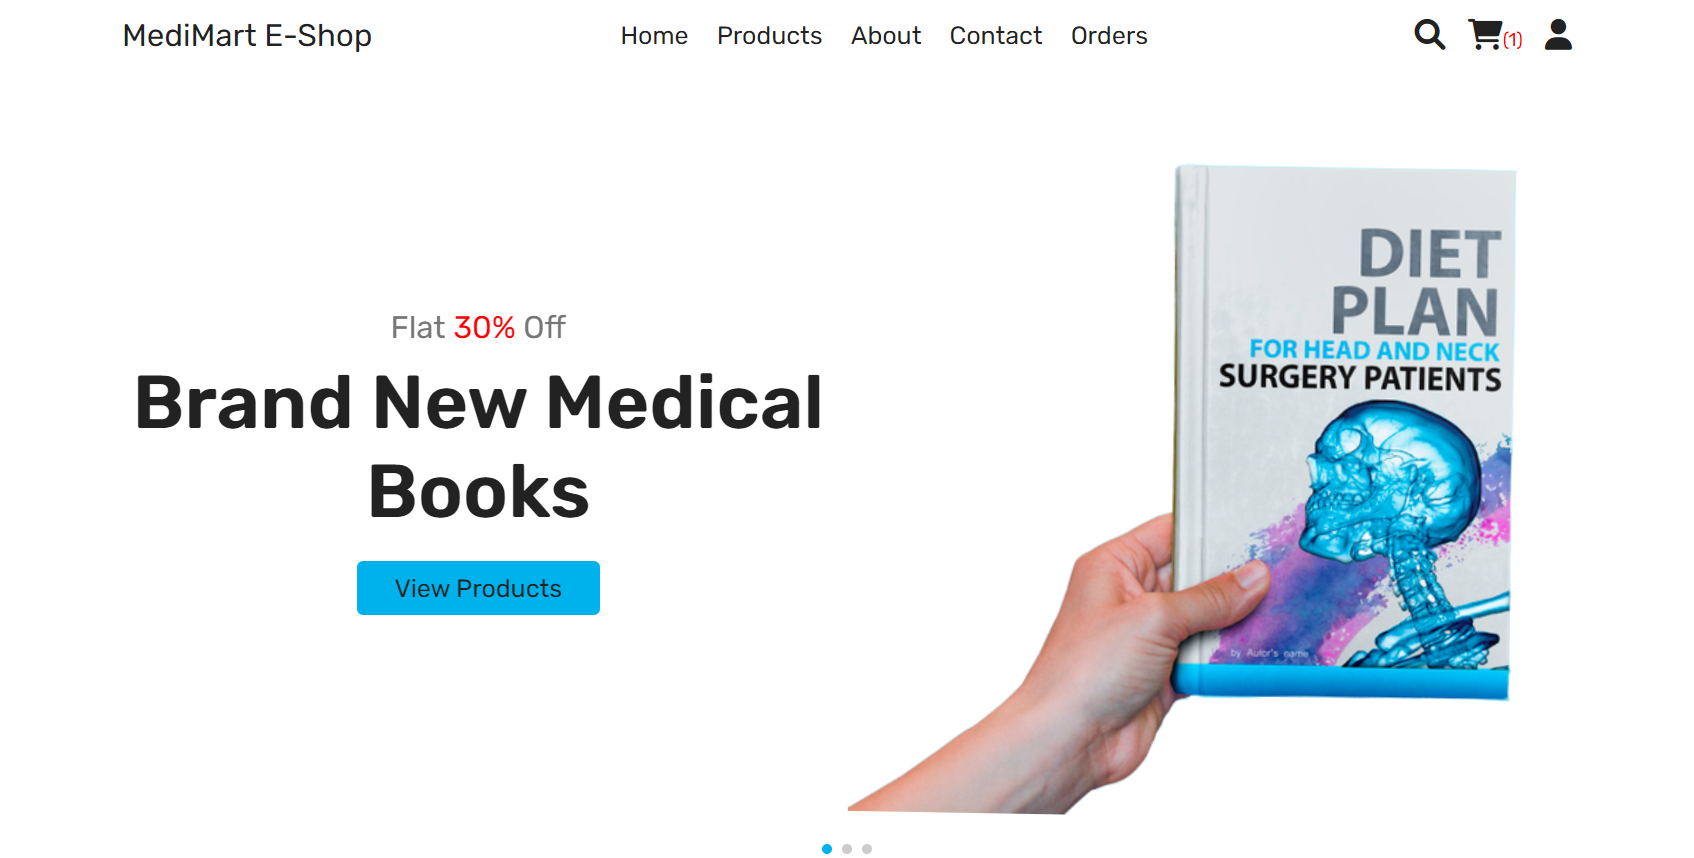 MediMart E-Shop
Home Products About Contact Orders
(1)
Flat 30% Off
Brand New Medical
Books
View Products
DIET
PLAN
FOR HEAD AND NECK
SURGERY PATIENTS
by Autor's name